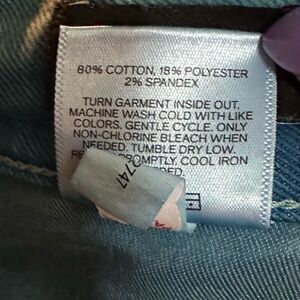 80% COTTON, 18% POLYESTER
2% SPANDEX
TURN GARMENT INSIDE OUT.
MACHINE WASH COLD WITH LIKE
COLORS. GENTLE CYCLE. ONLY
NON-CHLORINE BLEACH WHEN
NEEDED. TUMBLE DRY LOW.
PROMPTLY. COOL IRON